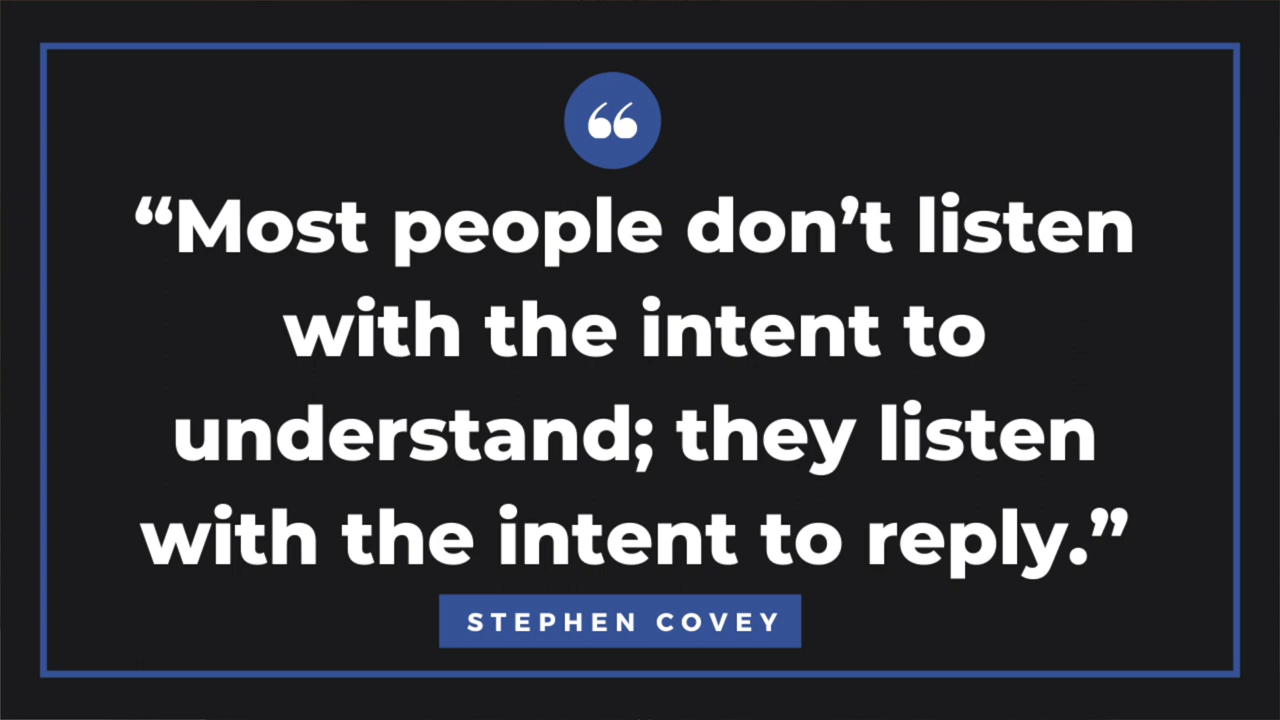 “Most people don’t listen
with the intent to
understand; they listen
with the intent to reply.”
STEPHEN COVEY